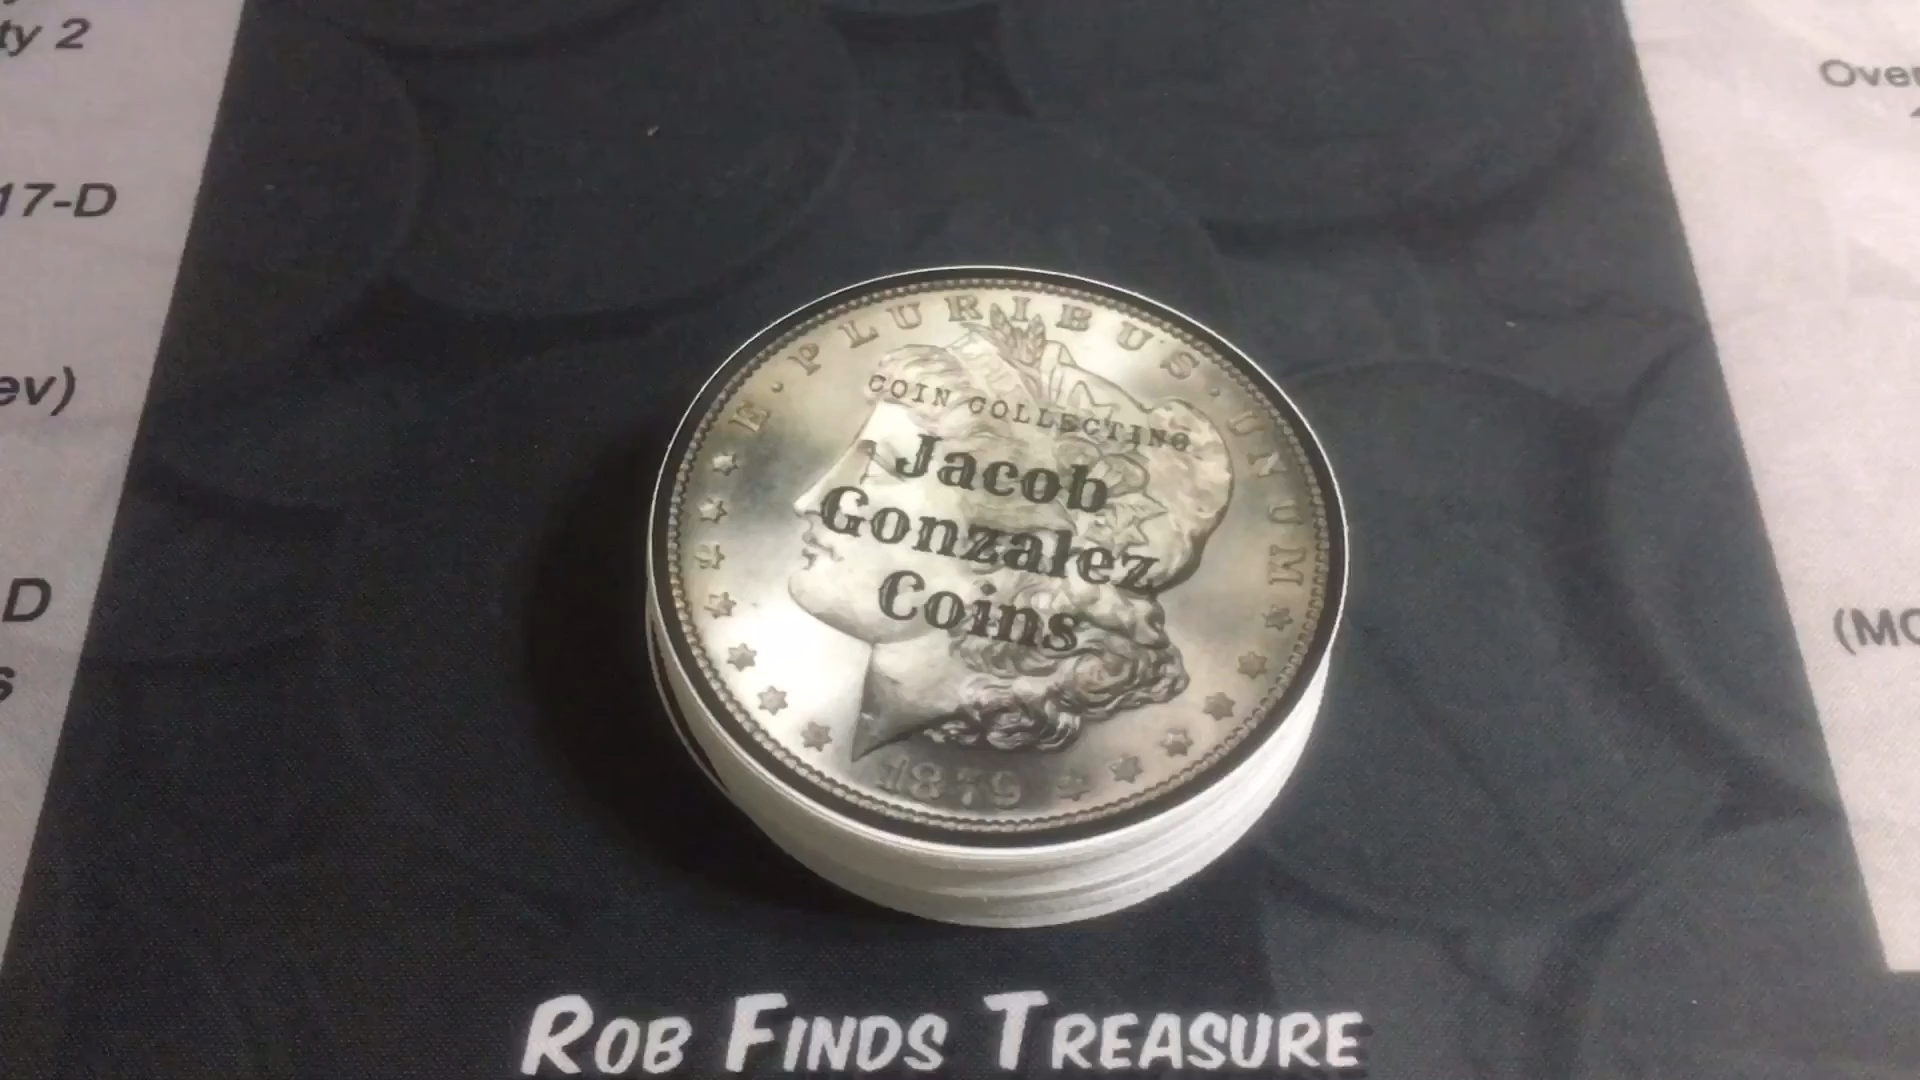 ty 2
17-D
ev)
D
s
Over
(MO
E · PLURIBUS · UNUM
COIN COLLECTING
Jacob
Gonzalez
Coins
1879
ROB FINDS TREASURE